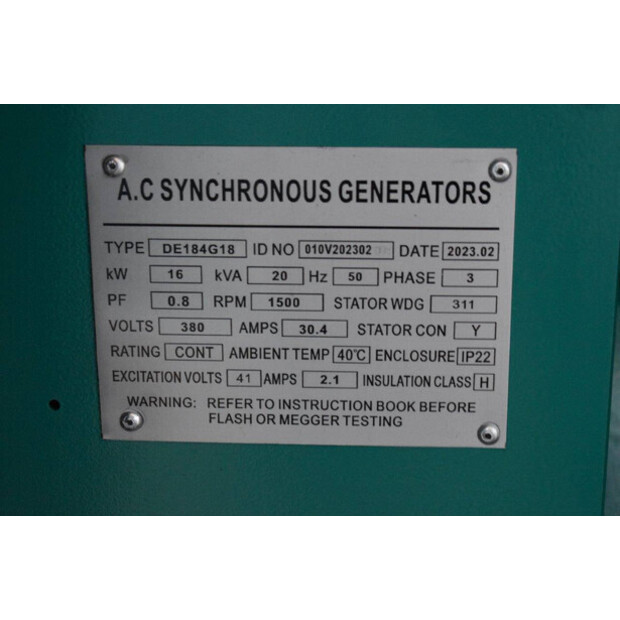 A.C SYNCHRONOUS GENERATORS
TYPE DE184G18 ID NO 010V202302 DATE 2023.02
kW 16 kVA 20 Hz 50 PHASE 3
PF 0.8 RPM 1500 STATOR WDG 311
VOLTS 380 AMPS 30.4 STATOR CON Y
RATING CONT AMBIENT TEMP 40℃ ENCLOSURE IP22
EXCITATION VOLTS 41 AMPS 2.1 INSULATION CLASS H
WARNING: REFER TO INSTRUCTION BOOK BEFORE
FLASH OR MEGGER TESTING